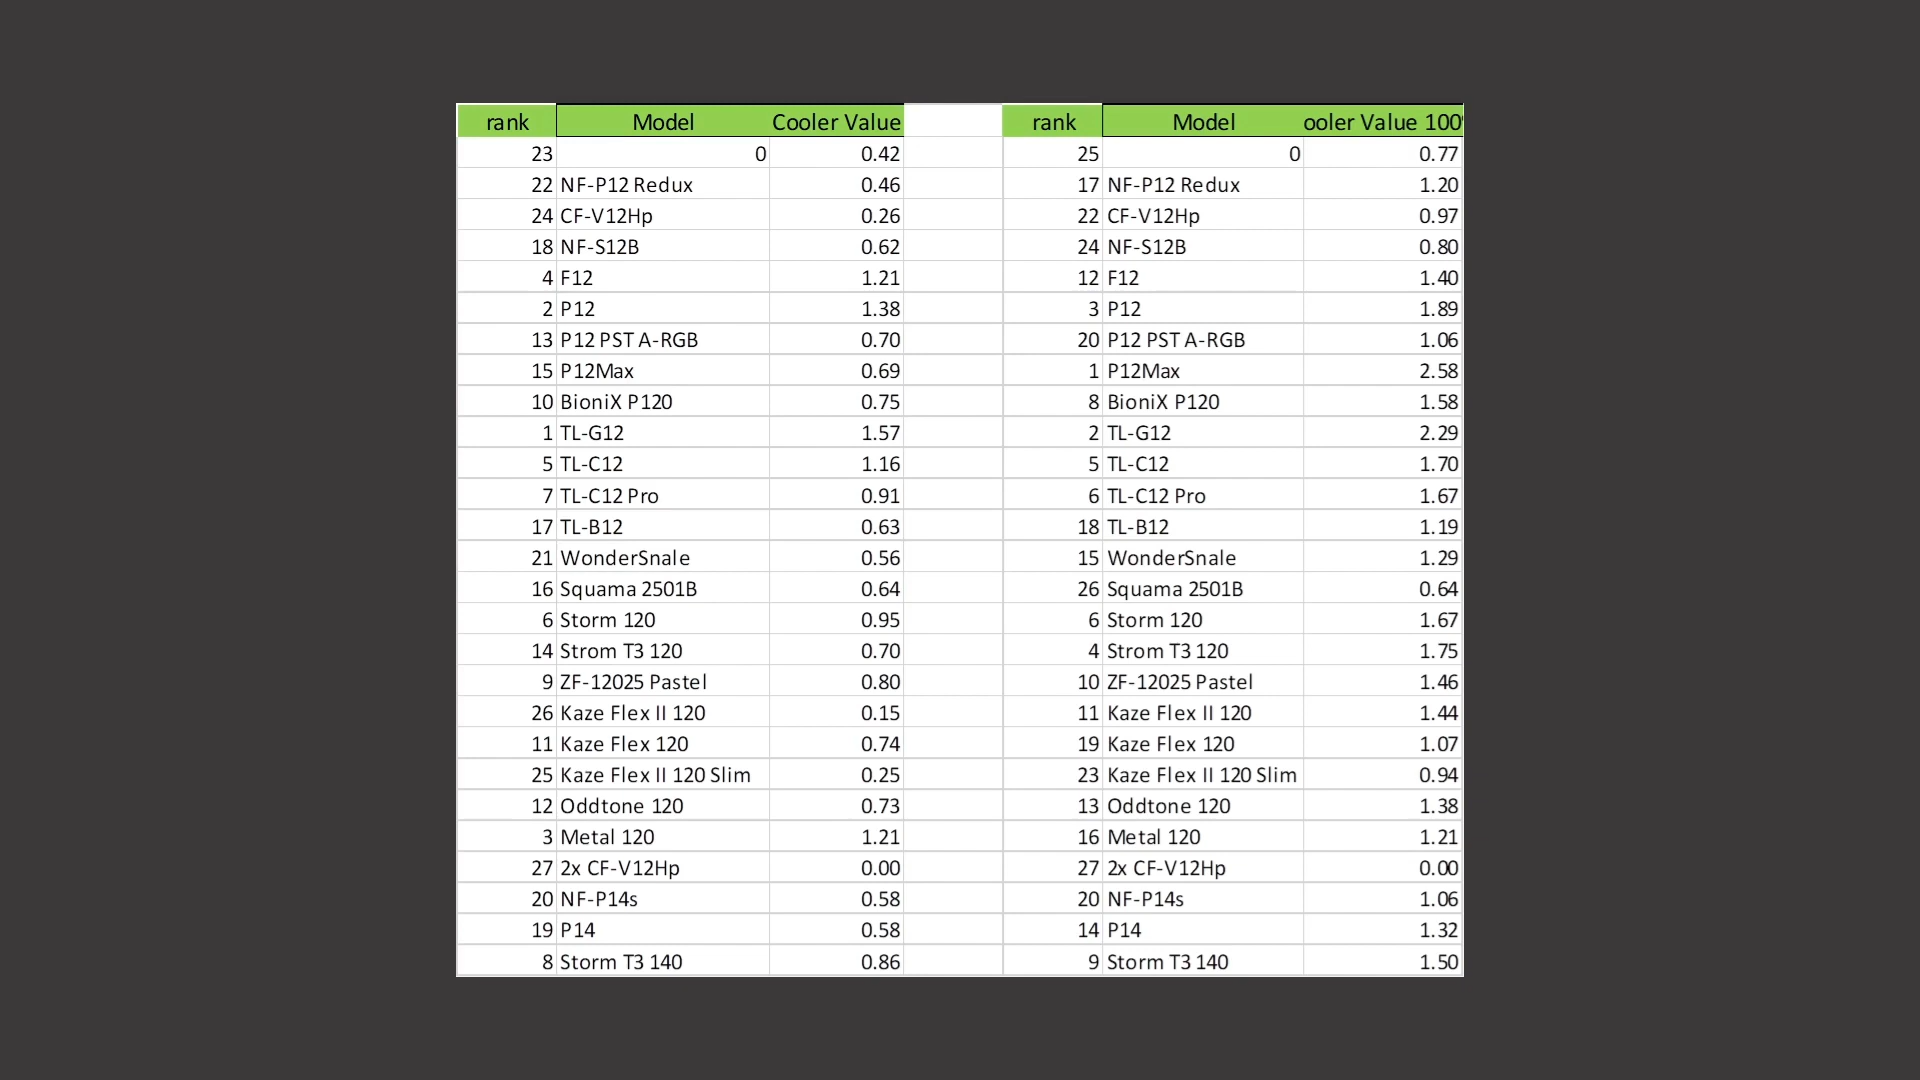 rank Model Cooler Value rank Model ooler Value 100
23 0 0.42 25 0 0.77
22 NF-P12 Redux 0.46 17 NF-P12 Redux 1.20
24 CF-V12Hp 0.26 22 CF-V12Hp 0.97
18 NF-S12B 0.62 24 NF-S12B 0.80
4 F12 1.21 12 F12 1.40
2 P12 1.38 3 P12 1.89
13 P12 PST A-RGB 0.70 20 P12 PST A-RGB 1.06
15 P12Max 0.69 1 P12Max 2.58
10 BioniX P120 0.75 8 BioniX P120 1.58
1 TL-G12 1.57 2 TL-G12 2.29
5 TL-C12 1.16 5 TL-C12 1.70
7 TL-C12 Pro 0.91 6 TL-C12 Pro 1.67
17 TL-B12 0.63 18 TL-B12 1.19
21 WonderSnale 0.56 15 WonderSnale 1.29
16 Squama 2501B 0.64 26 Squama 2501B 0.64
6 Storm 120 0.95 6 Storm 120 1.67
14 Strom T3 120 0.70 4 Strom T3 120 1.75
9 ZF-12025 Pastel 0.80 10 ZF-12025 Pastel 1.46
26 Kaze Flex II 120 0.15 11 Kaze Flex II 120 1.44
11 Kaze Flex 120 0.74 19 Kaze Flex 120 1.07
25 Kaze Flex II 120 Slim 0.25 23 Kaze Flex II 120 Slim 0.94
12 Oddtone 120 0.73 13 Oddtone 120 1.38
3 Metal 120 1.21 16 Metal 120 1.21
27 2x CF-V12Hp 0.00 27 2x CF-V12Hp 0.00
20 NF-P14s 0.58 20 NF-P14s 1.06
19 P14 0.58 14 P14 1.32
8 Storm T3 140 0.86 9 Storm T3 140 1.50